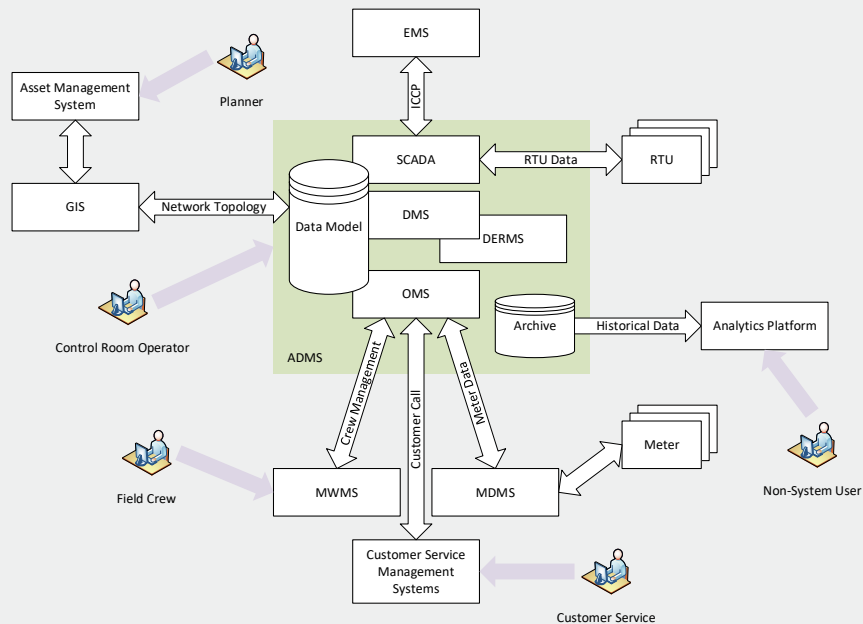 EMS
Asset Management
System
Planner
ICCP
SCADA
RTU Data
RTU
GIS
Network Topology
Data Model
DMS
DERMS
OMS
Control Room Operator
Archive
Historical Data
Analytics Platform
ADMS
Crew Management
Customer Call
Meter Data
Meter
Field Crew
MWMS
MDMS
Non-System User
Customer Service
Management
Systems
Customer Service